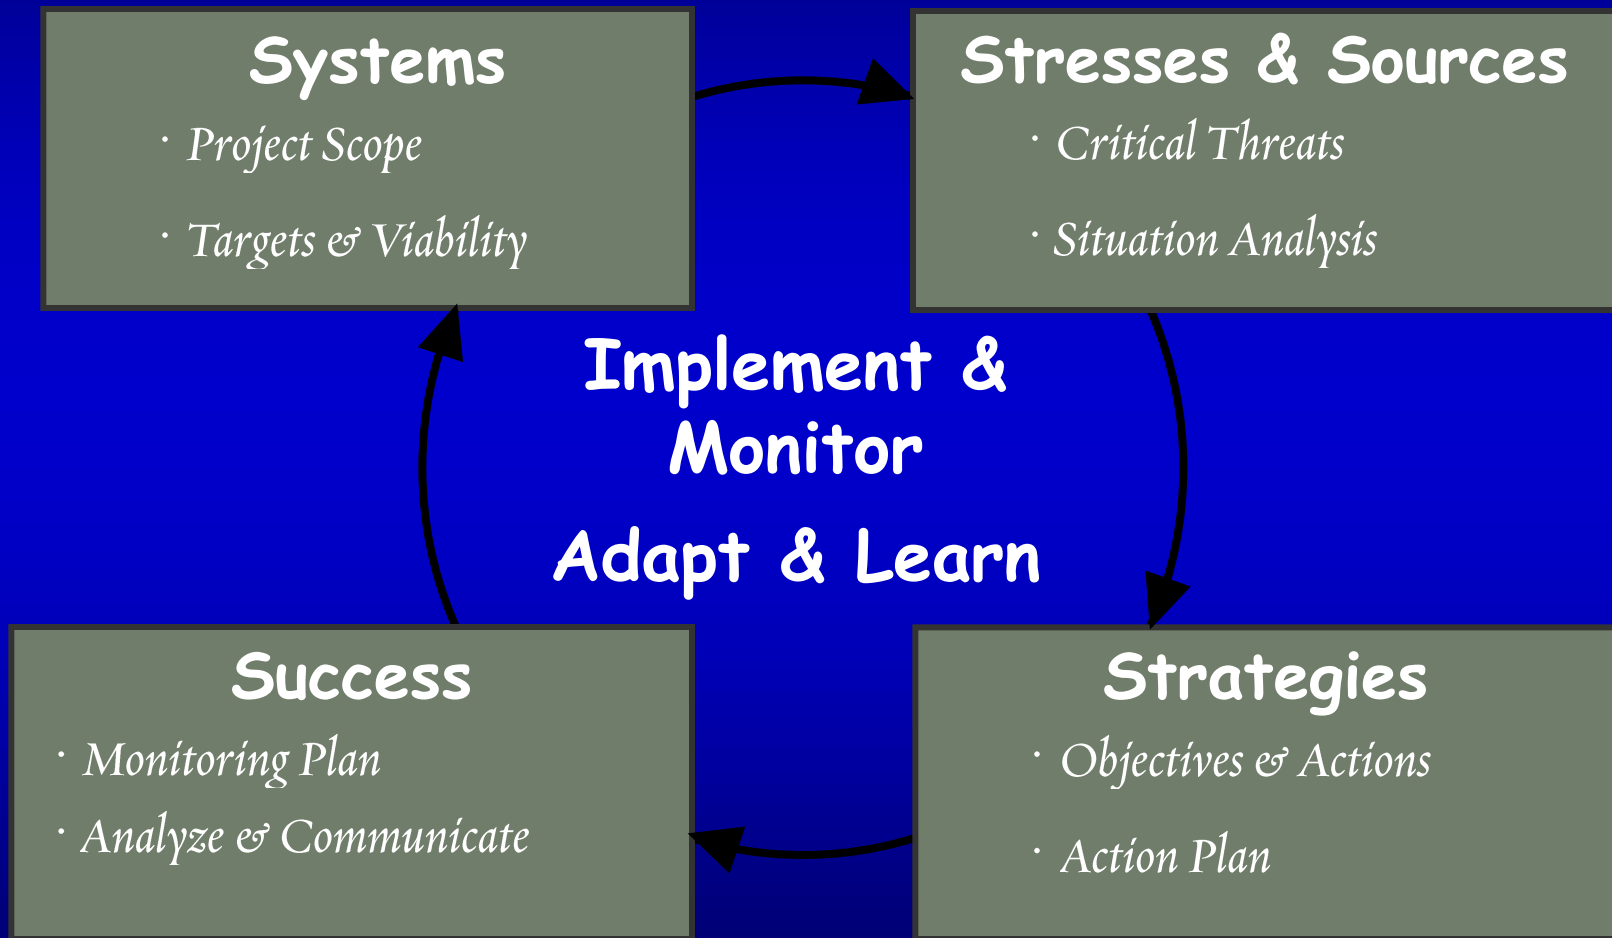 Systems
· Project Scope
· Targets & Viability
Stresses & Sources
· Critical Threats
· Situation Analysis
Implement &
Monitor
Adapt & Learn
Success
· Monitoring Plan
· Analyze & Communicate
Strategies
· Objectives & Actions
· Action Plan